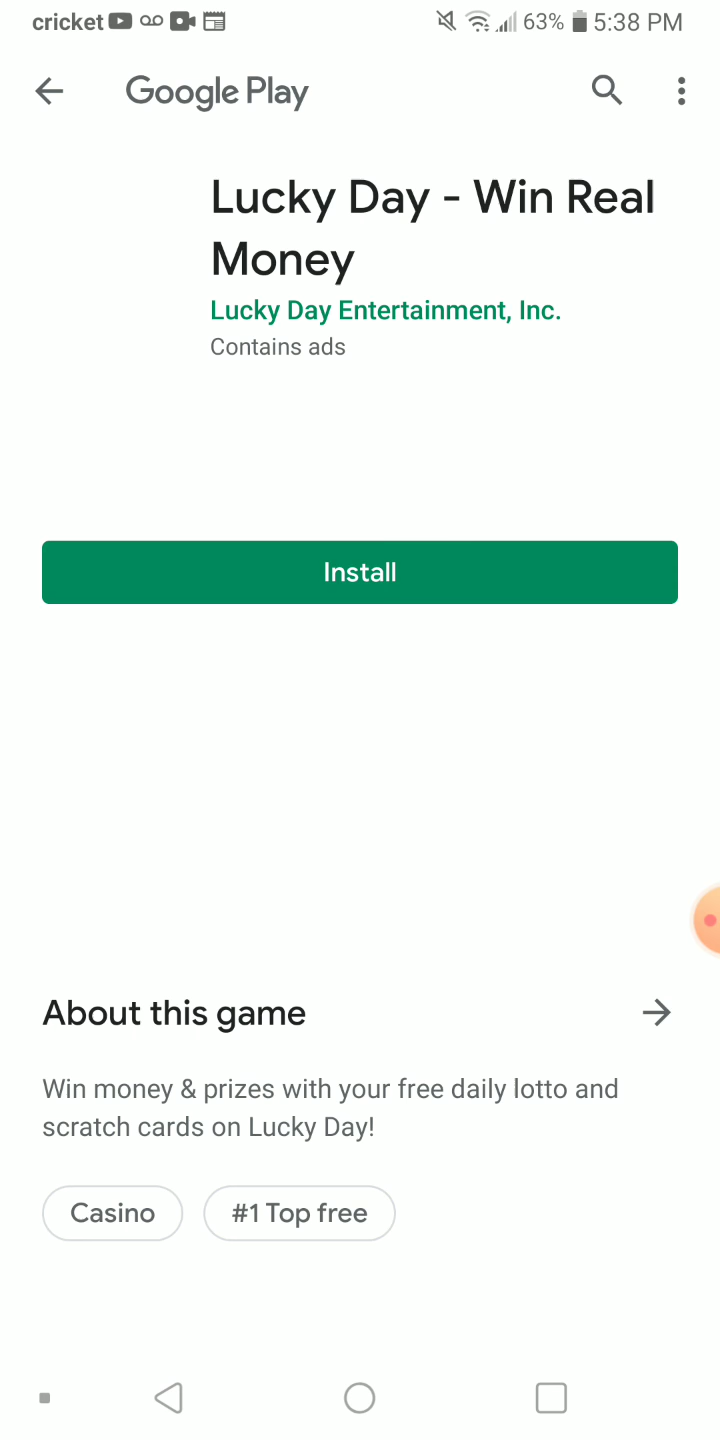 cricket 63% 5:38 PM
Google Play
Lucky Day - Win Real
Money
Lucky Day Entertainment, Inc.
Contains ads
Install
About this game
Win money & prizes with your free daily lotto and
scratch cards on Lucky Day!
Casino #1 Top free